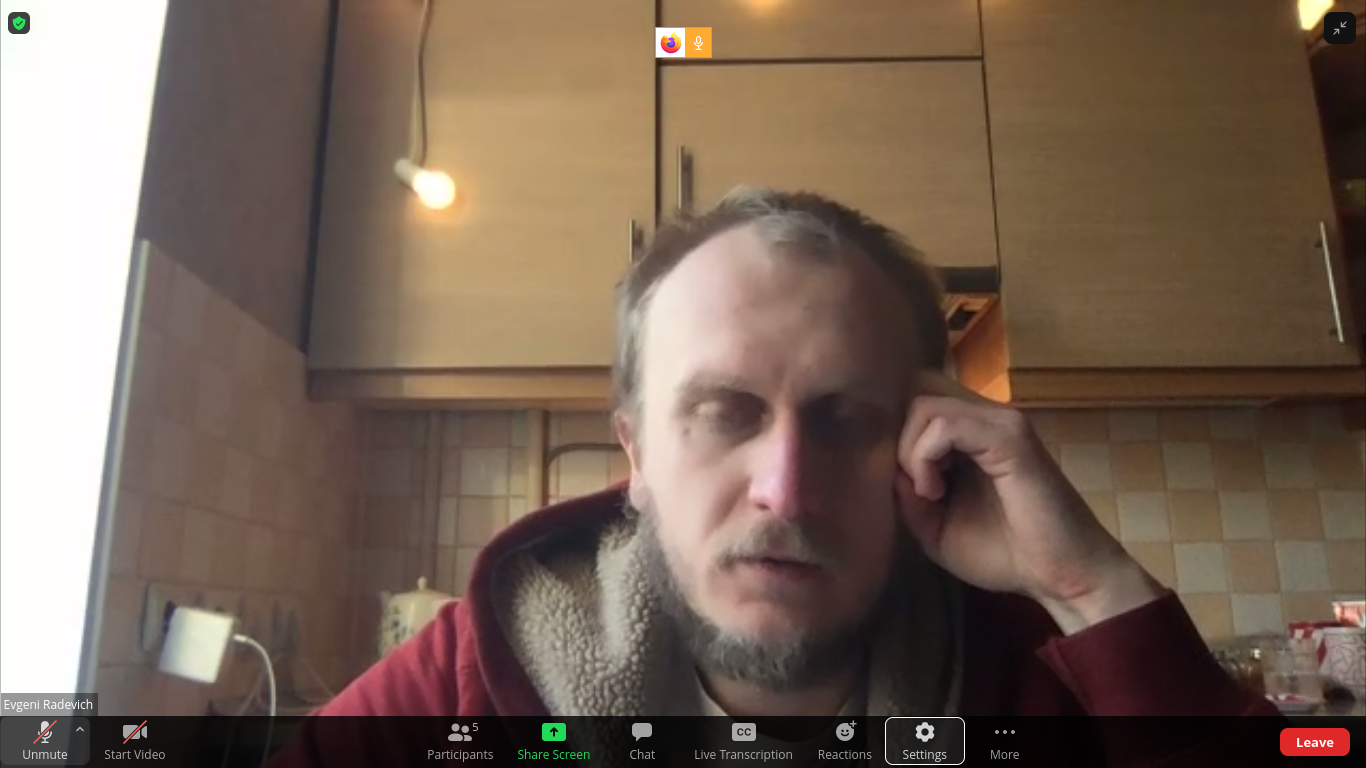 Evgeni Radevich
Unmute
Start Video
Participants
5
Share Screen
Chat
CC
Live Transcription
Reactions
Settings
More
Leave